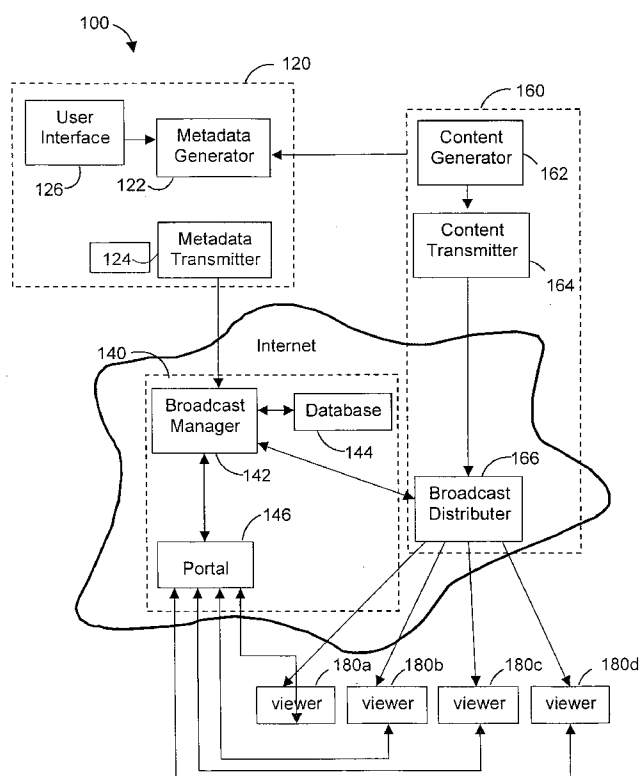 100
120
160
User
Interface
126
Metadata
Generator
122
Content
Generator
162
124
Metadata
Transmitter
Content
Transmitter
164
Internet
140
Broadcast
Manager
142
Database
144
166
Broadcast
Distributer
146
Portal
180a
180b
180c
180d
viewer
viewer
viewer
viewer